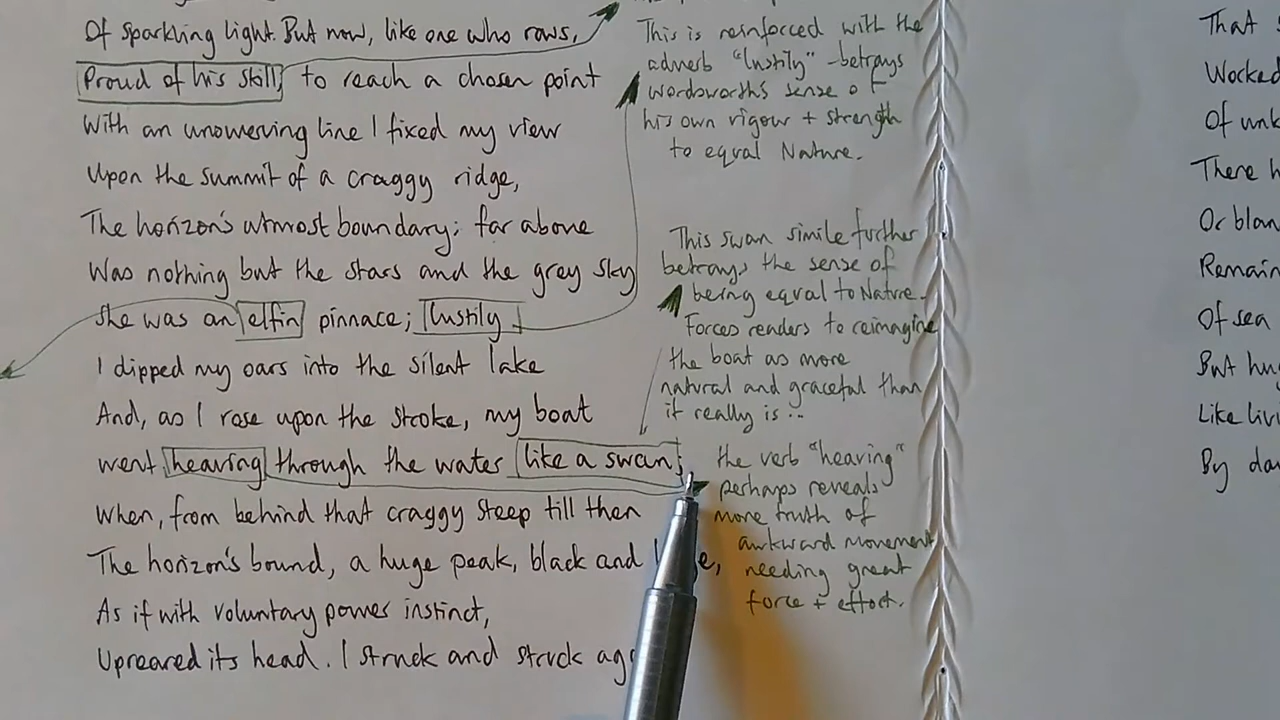 Of sparkling light. But now, like one who rows,
Proud of his skill, to reach a chosen point
With an unswerving line I fixed my view
Upon the summit of a craggy ridge,
The horizon's utmost boundary; far above
Was nothing but the stars and the grey sky
She was an elfin pinnace; lustily
I dipped my oars into the silent lake
And, as I rose upon the stroke, my boat
went heaving through the water like a swan;
When, from behind that craggy steep till then
The horizon's bound, a huge peak, black and
As if with voluntary power instinct,
Upreared its head. I struck and struck
This is reinforced with the
adverb "lustily" - betrays
Wordsworth's sense of
his own rigour + strength
to equal Nature.
This swan simile further
betrays the sense of
being equal to Nature.
Forces readers to reimagine
the boat as more
natural and graceful than
it really is...
the verb "heaving"
perhaps reveals
more truth of
awkward movement
needing great
force + effort.
That
Worked
Of unk
There h
Or blan
Remain
Of sea
But hug
Like livi
By da